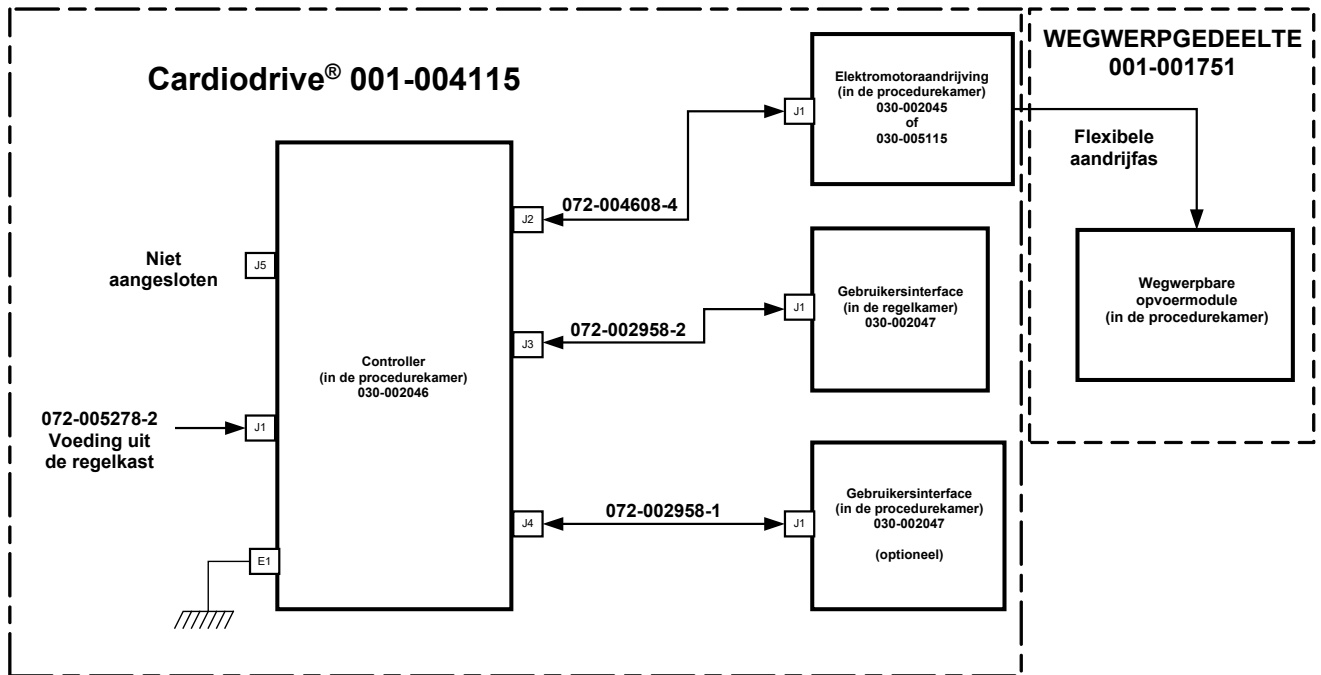 Cardiodrive® 001-004115
WEGWERPGEDEELTE
001-001751
Elektromotoraandrijving
(in de procedurekamer)
030-002045
of
030-005115
J1
Flexibele
aandrijfas
J2
072-004608-4
Niet
aangesloten
J5
Gebruikersinterface
(in de regelkamer)
030-002047
J1
Wegwerpbare
opvoermodule
(in de procedurekamer)
J3
072-002958-2
Controller
(in de procedurekamer)
030-002046
072-005278-2
Voeding uit
de regelkast
J1
J4
072-002958-1
J1
Gebruikersinterface
(in de procedurekamer)
030-002047
(optioneel)
E1